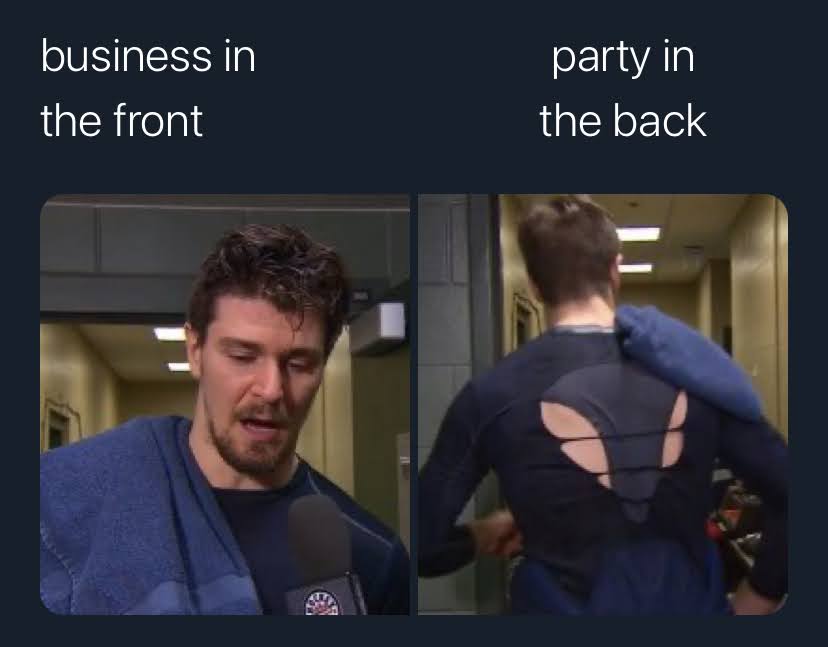 business in
the front
party in
the back